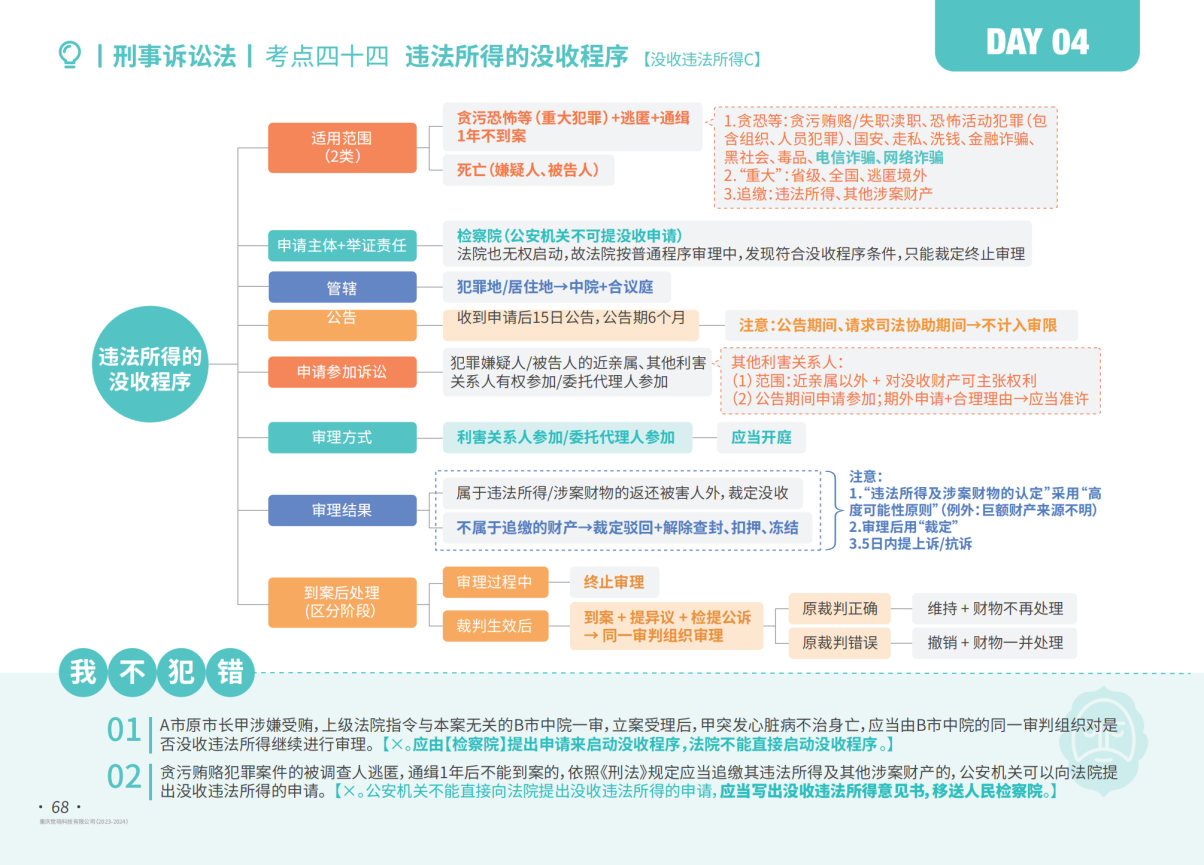 刑事诉讼法 | 考点四十四 违法所得的没收程序【没收违法所得C】
DAY 04
违法所得的
没收程序
适用范围
(2类)
贪污恐怖等(重大犯罪)+逃匿+通缉
1年不到案
死亡(嫌疑人、被告人)
1.贪恐等:贪污贿赂/失职渎职、恐怖活动犯罪(包
含组织、人员犯罪)、国安、走私、洗钱、金融诈骗、
黑社会、毒品、电信诈骗、网络诈骗
2.“重大”:省级、全国、逃匿境外
3.追缴:违法所得、其他涉案财产
申请主体+举证责任
检察院(公安机关不可提没收申请)
法院也无权启动,故法院按普通程序审理中,发现符合没收程序条件,只能裁定终止审理
管辖
犯罪地/居住地→中院+合议庭
公告
收到申请后15日公告,公告期6个月
注意:公告期间、请求司法协助期间→不计入审限
申请参加诉讼
犯罪嫌疑人/被告人的近亲属、其他利害
关系人有权参加/委托代理人参加
其他利害关系人:
(1)范围:近亲属以外 + 对没收财产可主张权利
(2)公告期间申请参加;期外申请+合理理由→应当准许
审理方式
利害关系人参加/委托代理人参加
应当开庭
审理结果
属于违法所得/涉案财物的返还被害人外,裁定没收
不属于追缴的财产→裁定驳回+解除查封、扣押、冻结
注意:
1.“违法所得及涉案财物的认定”采用“高
度可能性原则”(例外:巨额财产来源不明)
2.审理后用“裁定”
3.5日内提上诉/抗诉
到案后处理
(区分阶段)
审理过程中
终止审理
裁判生效后
到案 + 提异议 + 检提公诉
→ 同一审判组织审理
原裁判正确
维持 + 财物不再处理
原裁判错误
撤销 + 财物一并处理
我不犯错
01
A市原市长甲涉嫌受贿,上级法院指令与本案无关的B市中院一审,立案受理后,甲突发心脏病不治身亡,应当由B市中院的同一审判组织对是
否没收违法所得继续进行审理。【×。应由【检察院】提出申请来启动没收程序,法院不能直接启动没收程序。】
02
贪污贿赂犯罪案件的被调查人逃匿,通缉1年后不能到案的,依照《刑法》规定应当追缴其违法所得及其他涉案财产的,公安机关可以向法院提
出没收违法所得的申请。【×。公安机关不能直接向法院提出没收违法所得的申请,应当写出没收违法所得意见书,移送人民检察院。】
· 68 ·